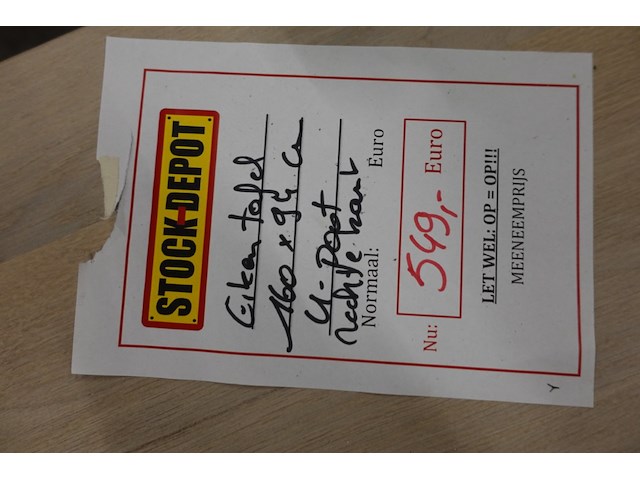 STOCK-DEPOT
Eiken tafel
160 x 94 cm
U-poot
Rechte kant
Normaal: Euro
Nu: 549,- Euro
LET WEL: OP = OP!!!
MEENEEMPRIJS
Y